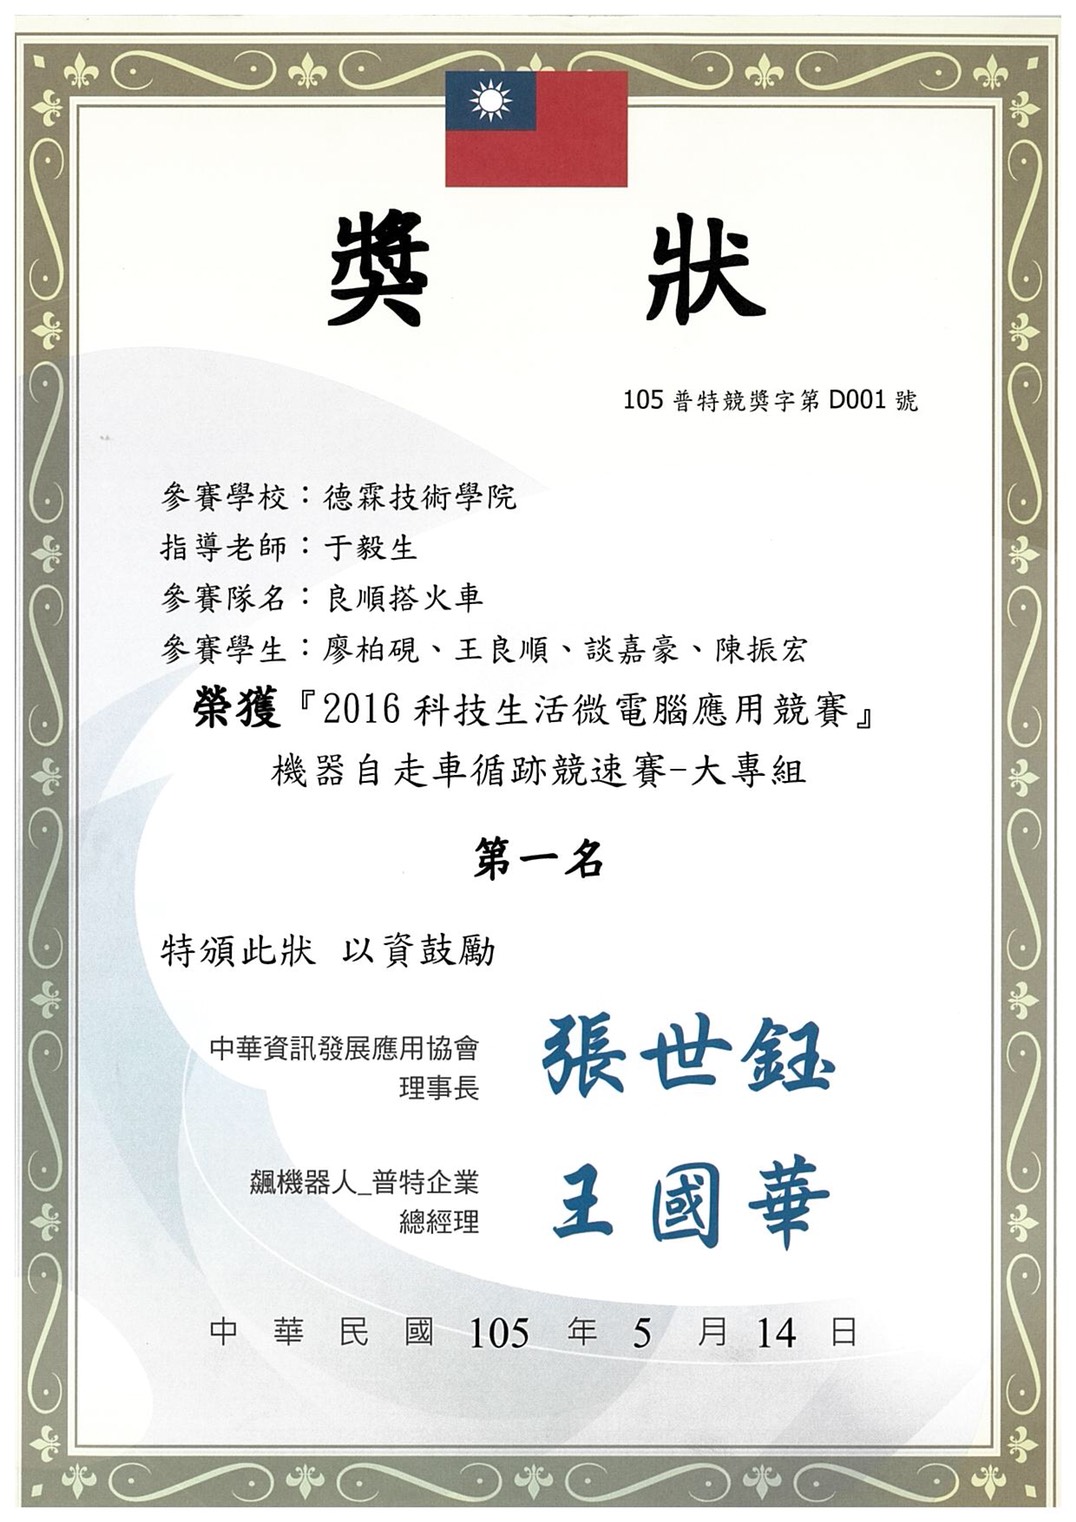 獎狀
105 普特競獎字第 D001 號
參賽學校：德霖技術學院
指導老師：于毅生
參賽隊名：良順搭火車
參賽學生：廖柏硯、王良順、談嘉豪、陳振宏
榮獲『2016 科技生活微電腦應用競賽』
機器自走車循跡競速賽-大專組
第一名
特頒此狀 以資鼓勵
中華資訊發展應用協會
理事長
張世鈺
飆機器人_普特企業
總經理
王國華
中華民國 105 年 5 月 14 日